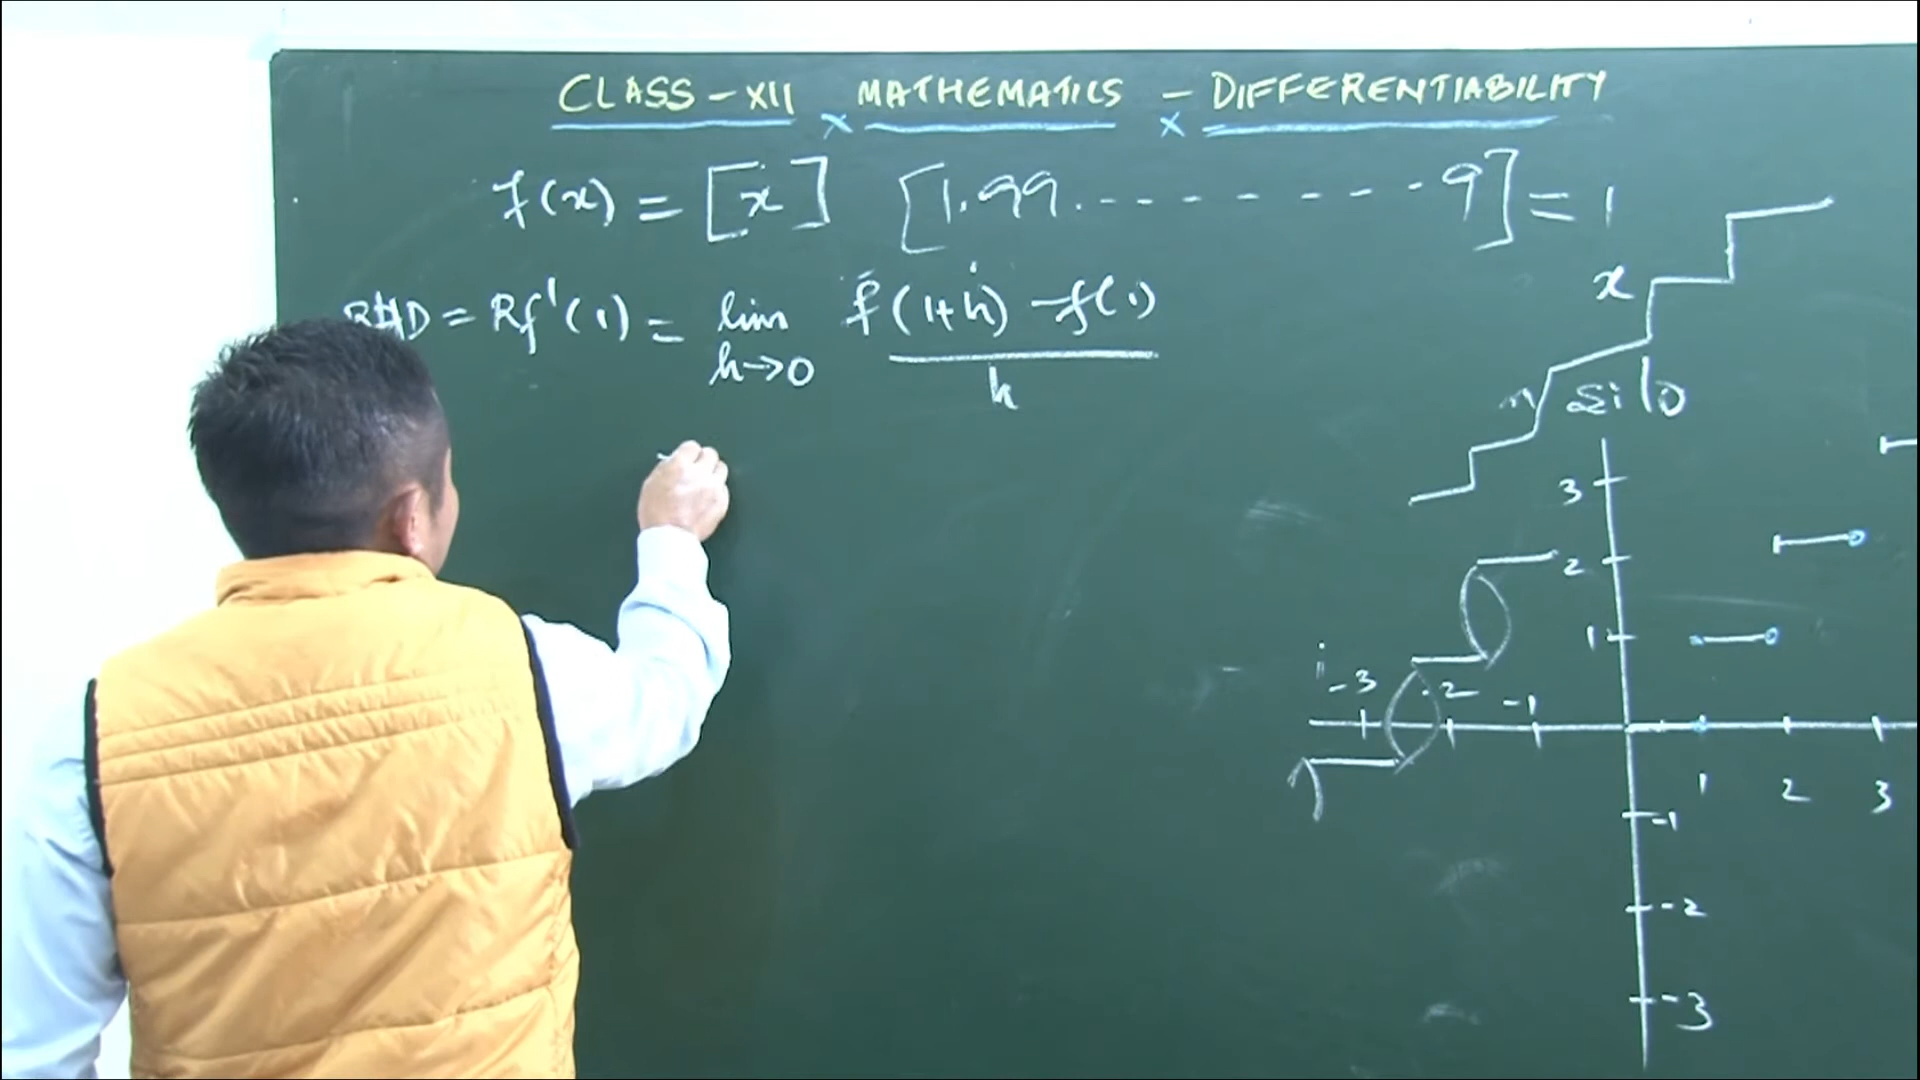 CLASS - XII MATHEMATICS - DIFFERENTIABILITY
f(x) = [x] [1.99.--------9] = 1
RHD = Rf'(1) = lim f(1+h) - f(1)
h→0 h
x
3
2
1
-3 -2 -1
1 2 3
-1
-2
-3